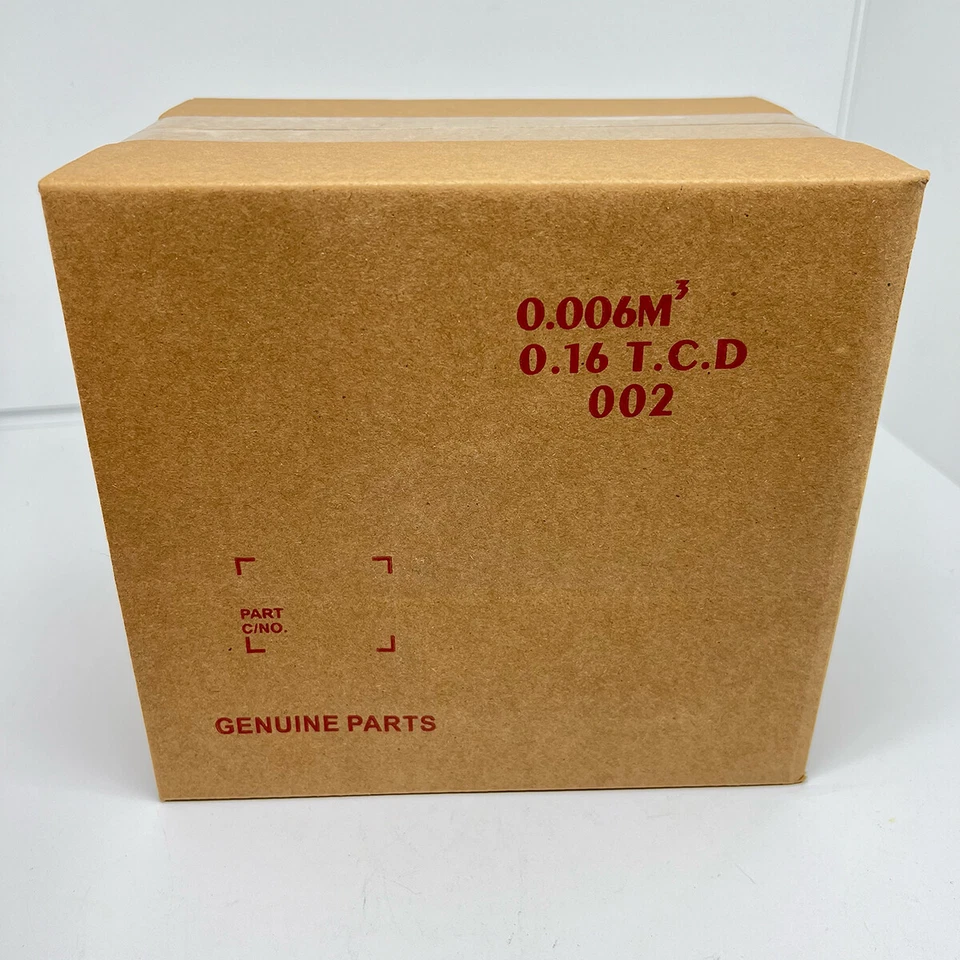 0.006M³
0.16 T.C.D
002
PART
C/NO.
GENUINE PARTS